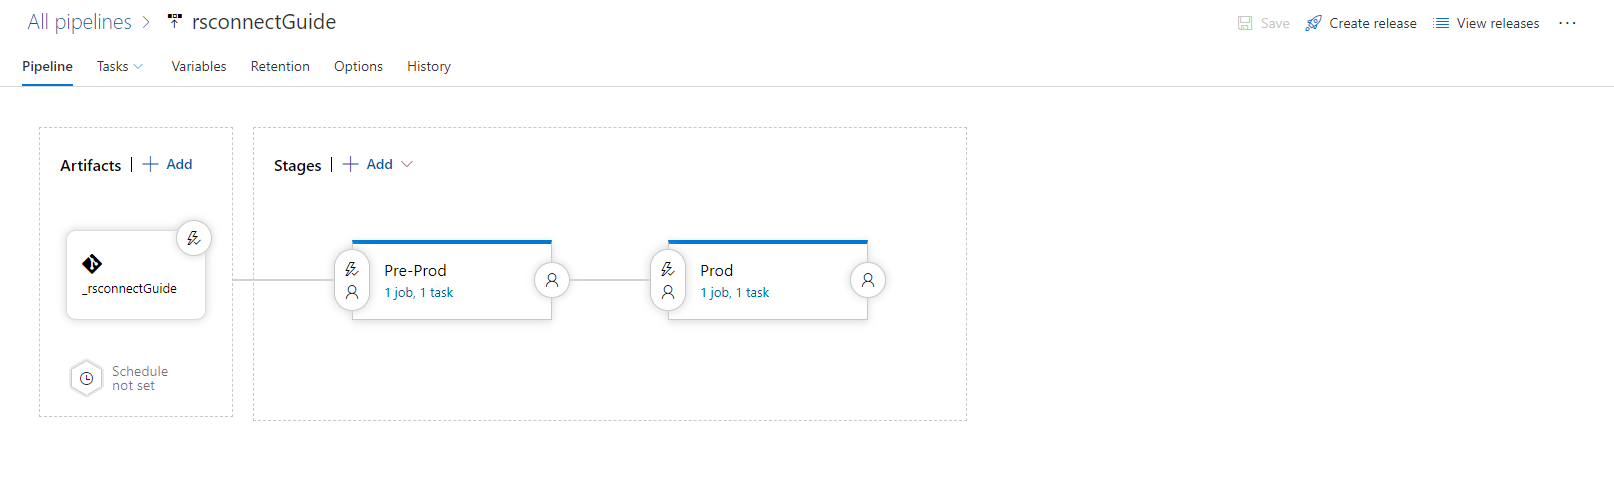 All pipelines > rsconnectGuide
Save Create release View releases ...
Pipeline Tasks Variables Retention Options History
Artifacts | + Add
Stages | + Add
_rsconnectGuide
Pre-Prod
1 job, 1 task
Prod
1 job, 1 task
Schedule
not set